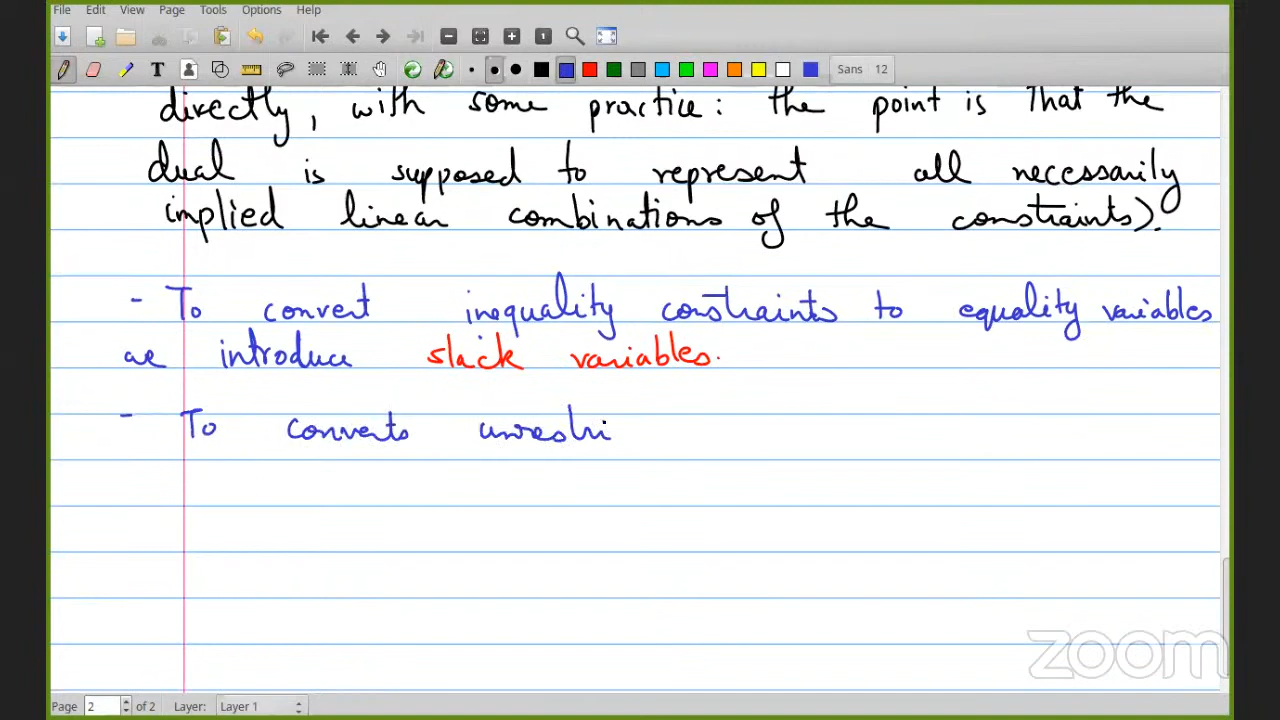 File Edit View Page Tools Options Help
Sans 12
directly, with some practice: the point is that the
dual is supposed to represent all necessarily
implied linear combinations of the constraints).
- To convert inequality constraints to equality variables
we introduce slack variables.
- To converts unrestri
zoom
Page 2 of 2 Layer: Layer 1